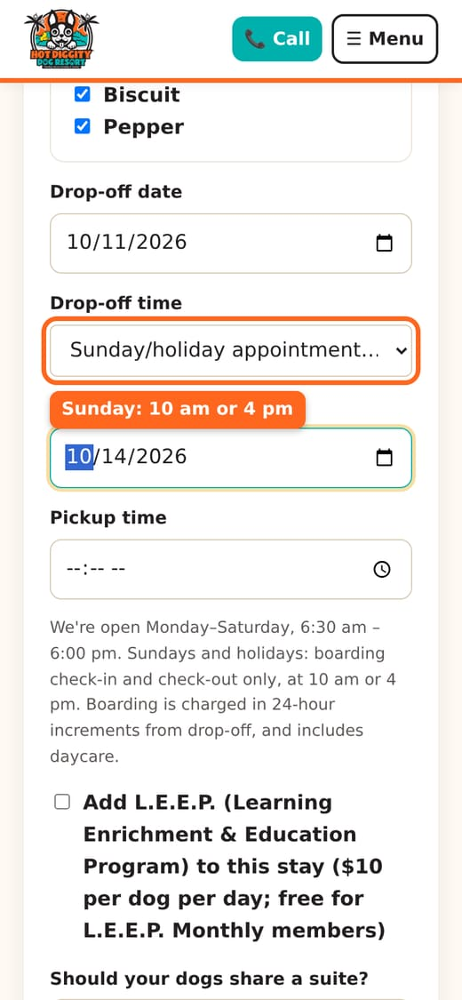 HOT DIGGITY
DOG RESORT
📞 Call
☰ Menu
Biscuit
Pepper
Drop-off date
10/11/2026
Drop-off time
Sunday/holiday appointment...
Sunday: 10 am or 4 pm
10/14/2026
Pickup time
--:-- --
We're open Monday–Saturday, 6:30 am –
6:00 pm. Sundays and holidays: boarding
check-in and check-out only, at 10 am or 4
pm. Boarding is charged in 24-hour
increments from drop-off, and includes
daycare.
Add L.E.E.P. (Learning
Enrichment & Education
Program) to this stay ($10
per dog per day; free for
L.E.E.P. Monthly members)
Should your dogs share a suite?